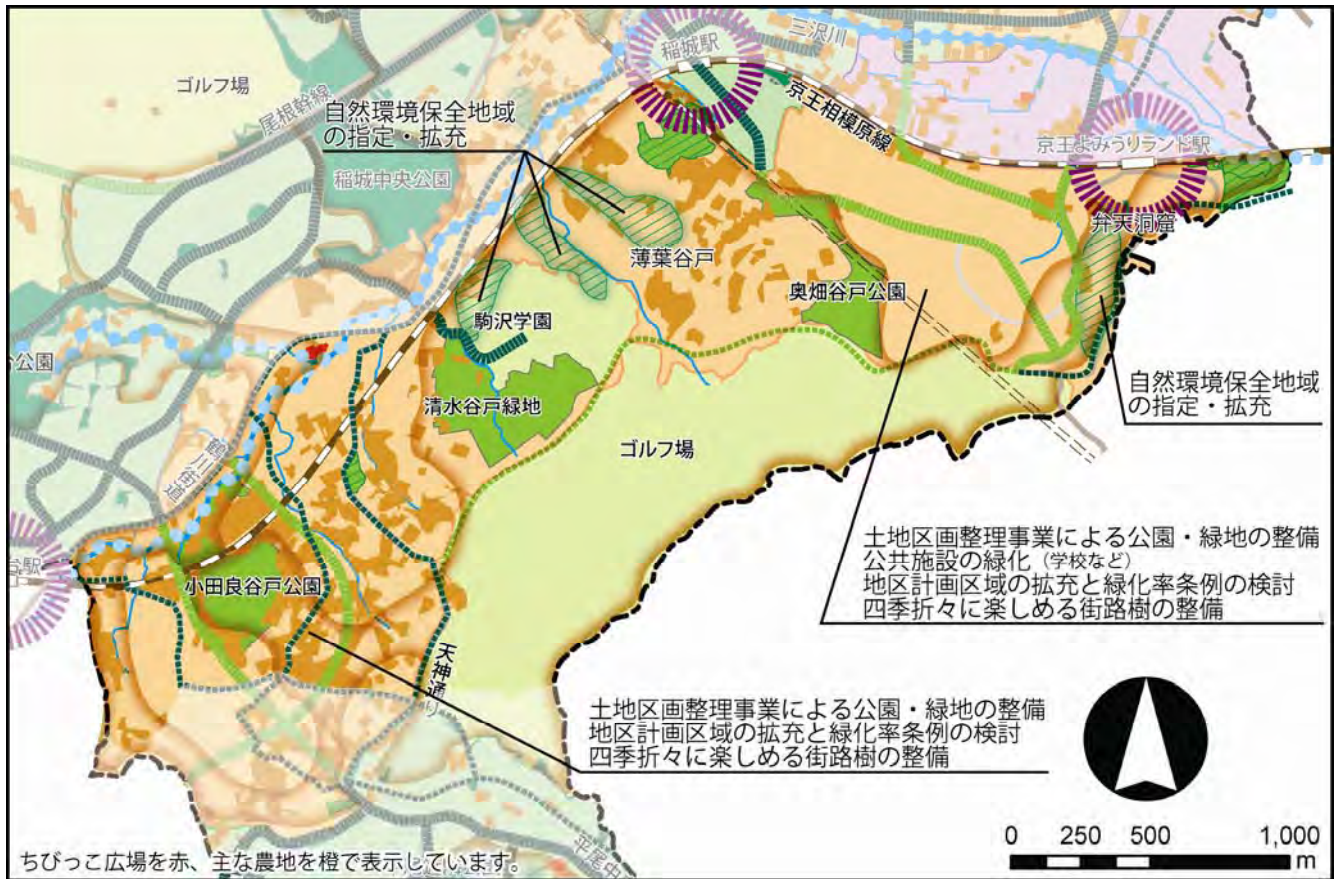 稲城駅
三沢川
ゴルフ場
尾根幹線
自然環境保全地域
の指定・拡充
京王相模原線
京王よみうりランド駅
稲城中央公園
弁天洞窟
薄葉谷戸
奥畑谷戸公園
駒沢学園
公園
自然環境保全地域
の指定・拡充
清水谷戸緑地
ゴルフ場
鶴川街道
土地区画整理事業による公園・緑地の整備
公共施設の緑化（学校など）
地区計画区域の拡充と緑化率条例の検討
四季折々に楽しめる街路樹の整備
谷駅
小田良谷戸公園
天神通り
土地区画整理事業による公園・緑地の整備
地区計画区域の拡充と緑化率条例の検討
四季折々に楽しめる街路樹の整備
平尾中
0 250 500 1,000
m
ちびっこ広場を赤、主な農地を橙で表示しています。